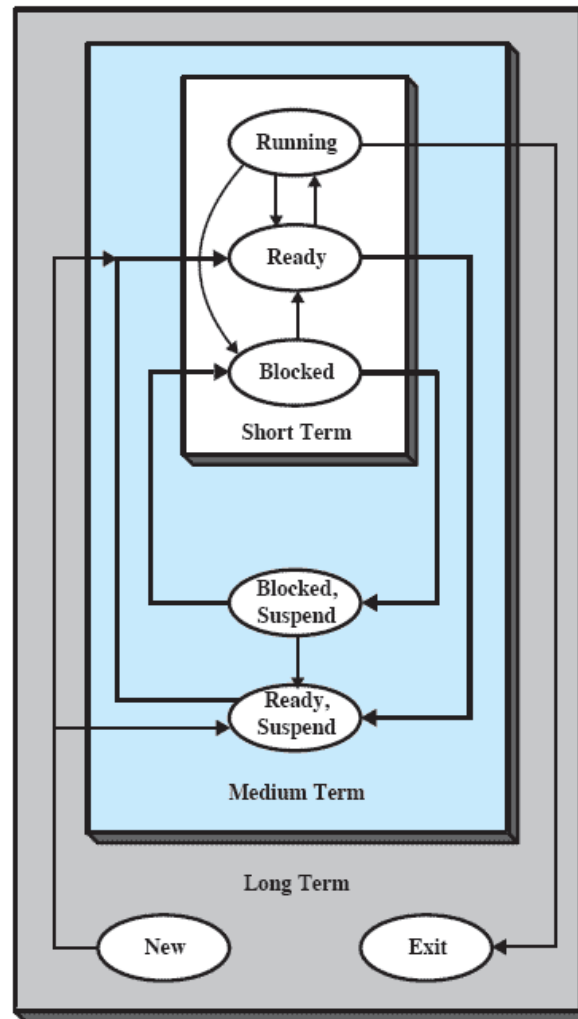 Running
Ready
Blocked
Short Term
Blocked,
Suspend
Ready,
Suspend
Medium Term
Long Term
New
Exit